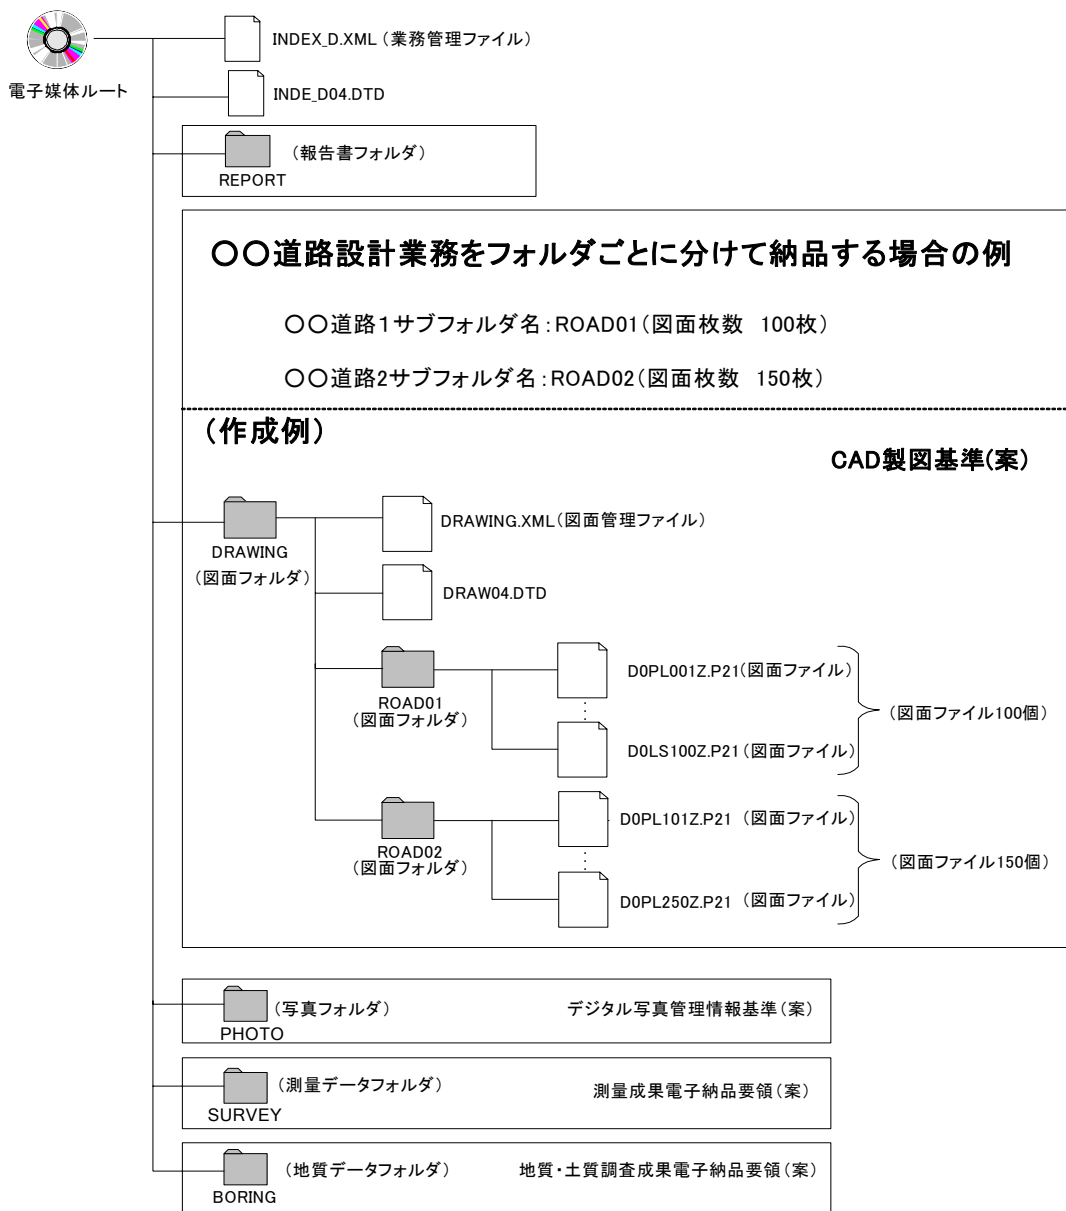 電子媒体ルート
INDEX_D.XML（業務管理ファイル）
INDE_D04.DTD
（報告書フォルダ）
REPORT
〇〇道路設計業務をフォルダごとに分けて納品する場合の例
〇〇道路１サブフォルダ名：ROAD01（図面枚数　100枚）
〇〇道路2サブフォルダ名：ROAD02（図面枚数　150枚）
（作成例）
CAD製図基準(案)
DRAWING
（図面フォルダ）
DRAWING.XML（図面管理ファイル）
DRAW04.DTD
ROAD01
（図面フォルダ）
D0PL001Z.P21（図面ファイル）
D0LS100Z.P21（図面ファイル）
（図面ファイル100個）
ROAD02
（図面フォルダ）
D0PL101Z.P21（図面ファイル）
D0PL250Z.P21（図面ファイル）
（図面ファイル150個）
（写真フォルダ）
デジタル写真管理情報基準（案）
PHOTO
（測量データフォルダ）
測量成果電子納品要領（案）
SURVEY
（地質データフォルダ）
地質・土質調査成果電子納品要領（案）
BORING